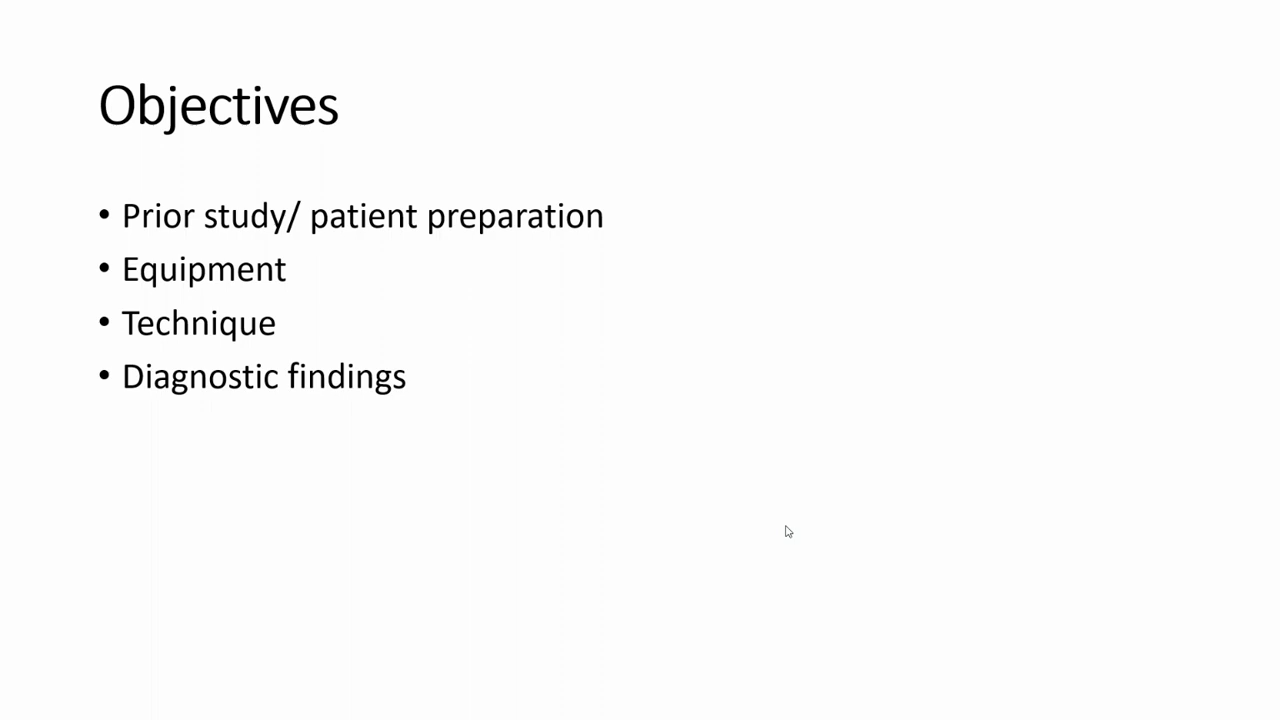 Objectives
• Prior study/ patient preparation
• Equipment
• Technique
• Diagnostic findings